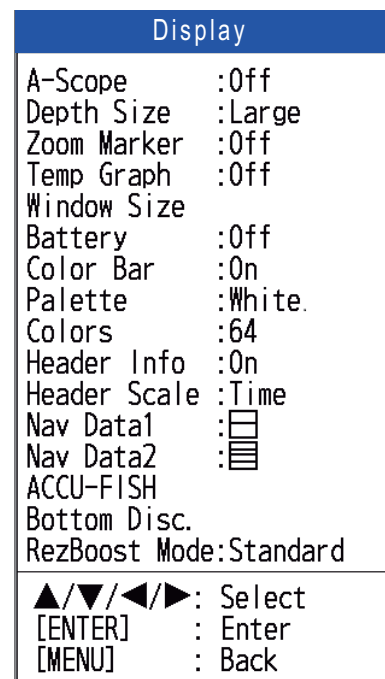 Display
A-Scope :Off
Depth Size :Large
Zoom Marker :Off
Temp Graph :Off
Window Size
Battery :Off
Color Bar :On
Palette :White.
Colors :64
Header Info :On
Header Scale :Time
Nav Data1 :
Nav Data2 :
ACCU-FISH
Bottom Disc.
RezBoost Mode:Standard
▲/▼/◀/▶: Select
[ENTER] : Enter
[MENU] : Back